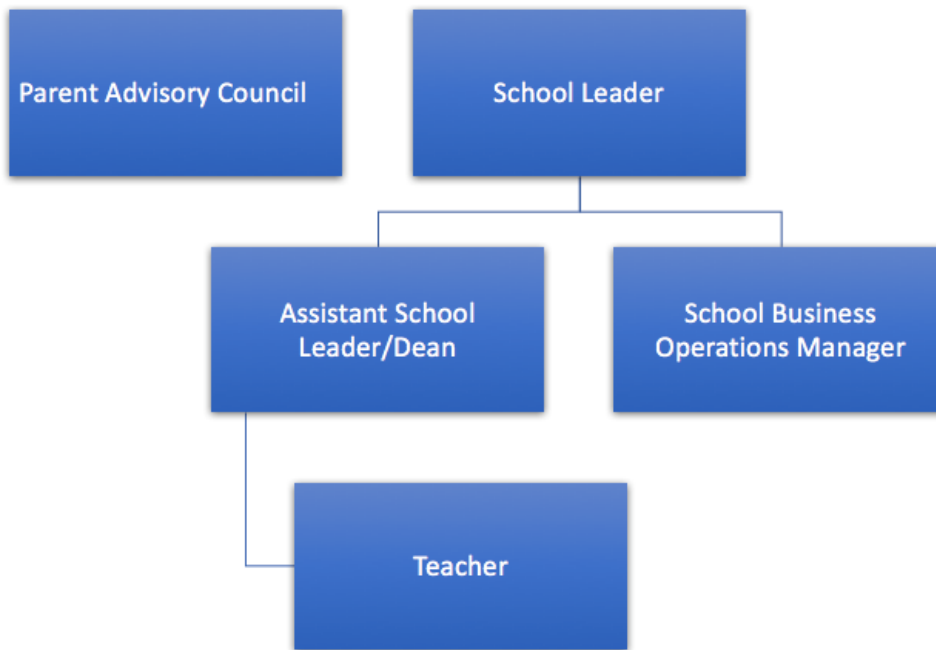 Parent Advisory Council
School Leader
Assistant School
Leader/Dean
School Business
Operations Manager
Teacher